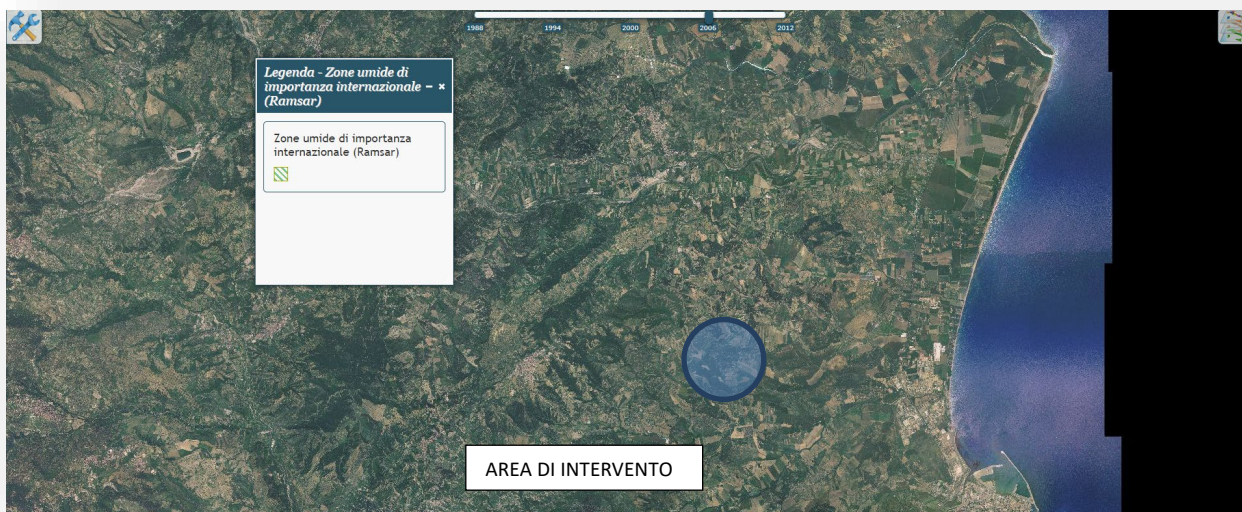 1988 1994 2000 2006 2012
Legenda - Zone umide di
importanza internazionale
(Ramsar)
Zone umide di importanza
internazionale (Ramsar)
AREA DI INTERVENTO